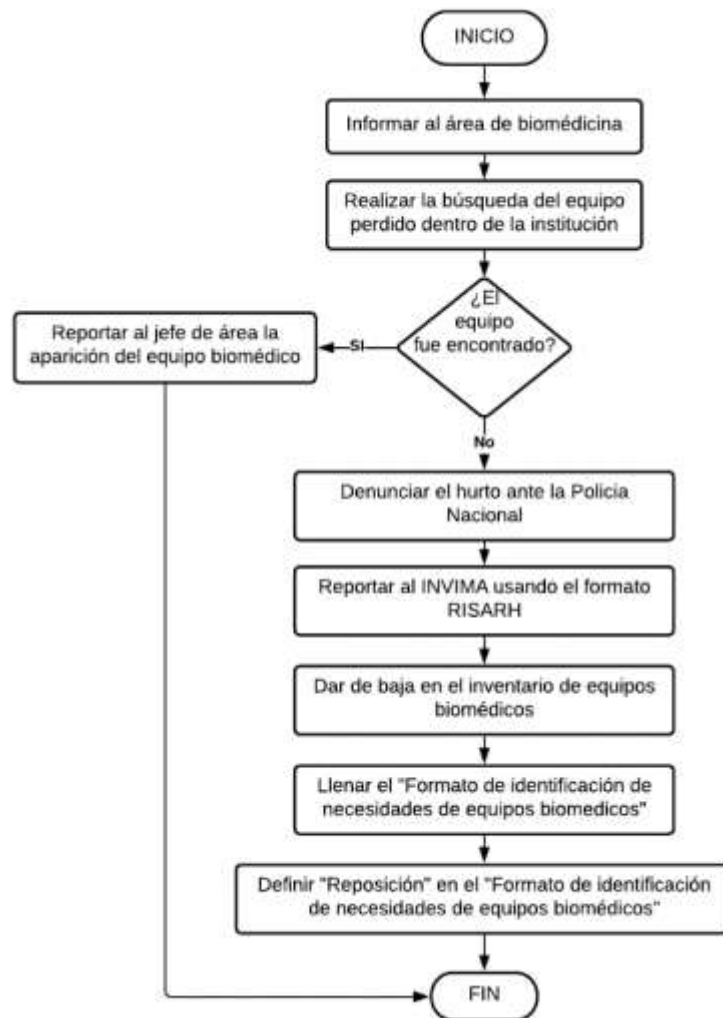 INICIO
Informar al área de biomédicina
Realizar la búsqueda del equipo
perdido dentro de la institución
¿El
equipo
fue encontrado?
SI
Reportar al jefe de área la
aparición del equipo biomédico
No
Denunciar el hurto ante la Policia
Nacional
Reportar al INVIMA usando el formato
RISARH
Dar de baja en el inventario de equipos
biomédicos
Llenar el "Formato de identificación de
necesidades de equipos biomedicos"
Definir "Reposición" en el "Formato de identificación
de necesidades de equipos biomédicos"
FIN